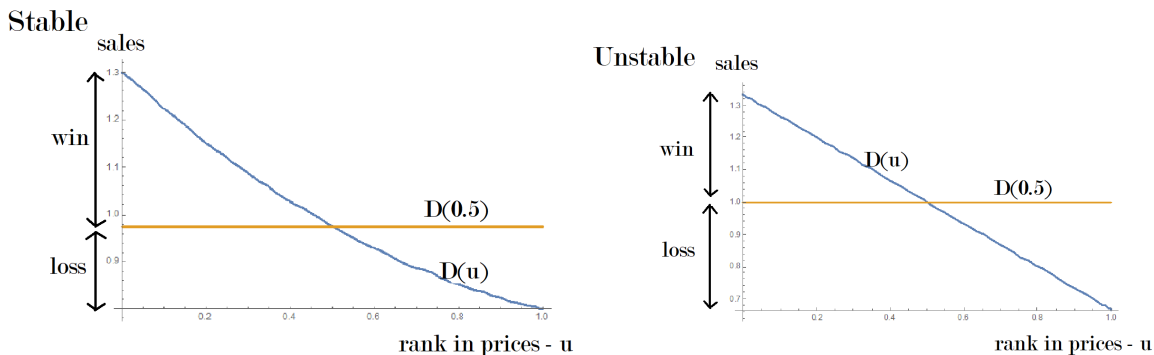 Stable
sales
1.3
1.2
win
1.1
1.0
D(0.5)
loss
0.9
D(u)
0.2 0.4 0.6 0.8 1.0
rank in prices - u
Unstable sales
1.3
win
1.2
D(u)
1.1
D(0.5)
1.0
loss
0.9
0.8
0.7
0.2 0.4 0.6 0.8 1.0
rank in prices - u